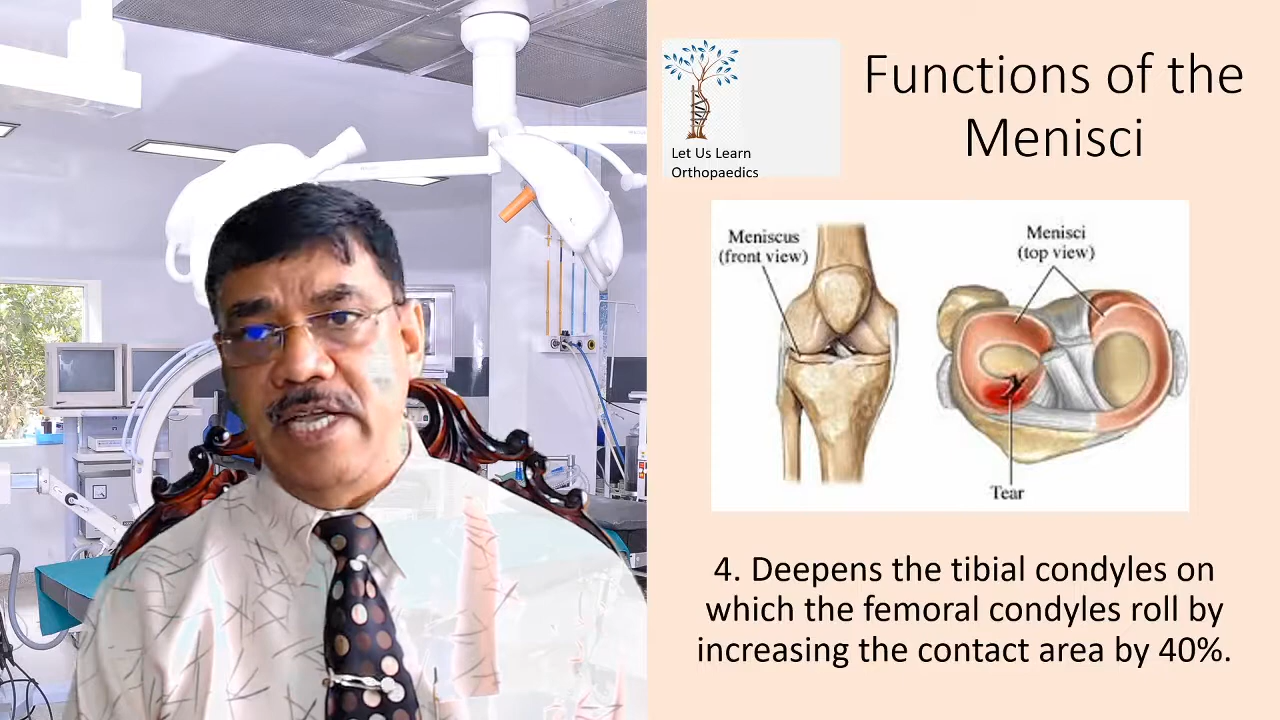 Let Us Learn
Orthopaedics
Functions of the
Menisci
Meniscus
(front view)
Menisci
(top view)
Tear
4. Deepens the tibial condyles on
which the femoral condyles roll by
increasing the contact area by 40%.